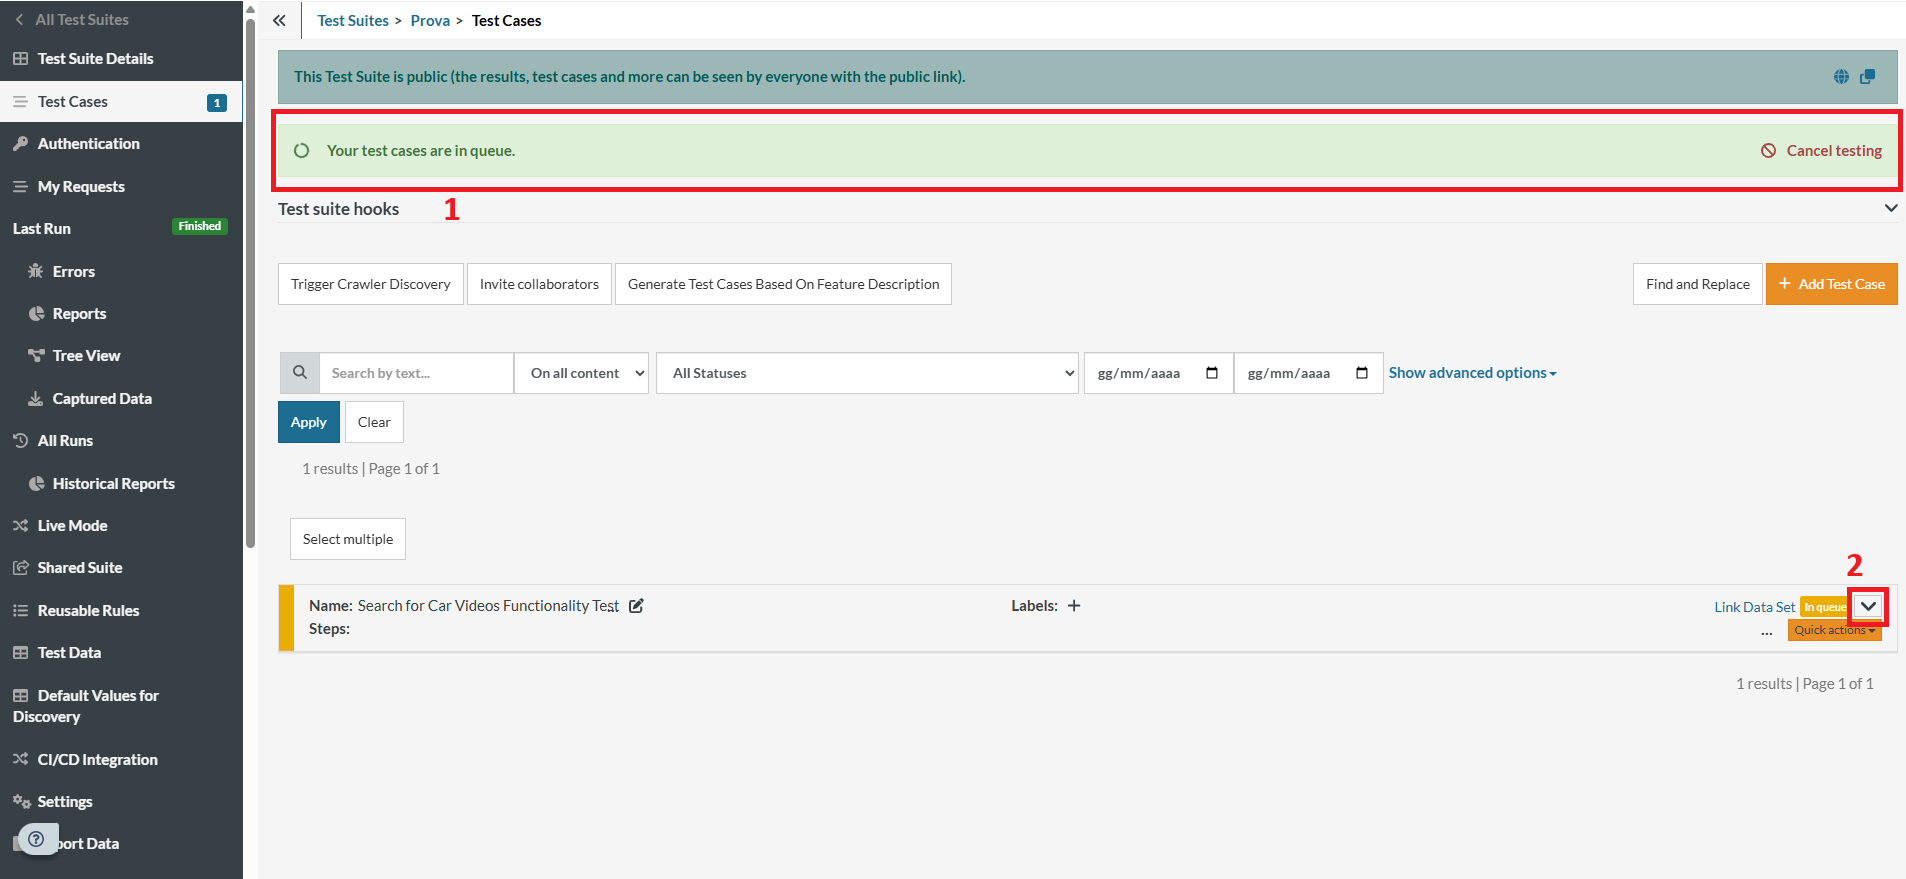 All Test Suites
Test Suite Details
Test Cases 1
Authentication
My Requests
Last Run Finished
Errors
Reports
Tree View
Captured Data
All Runs
Historical Reports
Live Mode
Shared Suite
Reusable Rules
Test Data
Default Values for
Discovery
CI/CD Integration
Settings
port Data
Test Suites > Prova > Test Cases
This Test Suite is public (the results, test cases and more can be seen by everyone with the public link).
Your test cases are in queue. Cancel testing
Test suite hooks 1
Trigger Crawler Discovery Invite collaborators Generate Test Cases Based On Feature Description Find and Replace + Add Test Case
Search by text... On all content All Statuses gg/mm/aaaa gg/mm/aaaa Show advanced options
Apply Clear
1 results | Page 1 of 1
Select multiple
2
Name: Search for Car Videos Functionality Test Labels: + Link Data Set In queue
Steps: ... Quick actions
1 results | Page 1 of 1